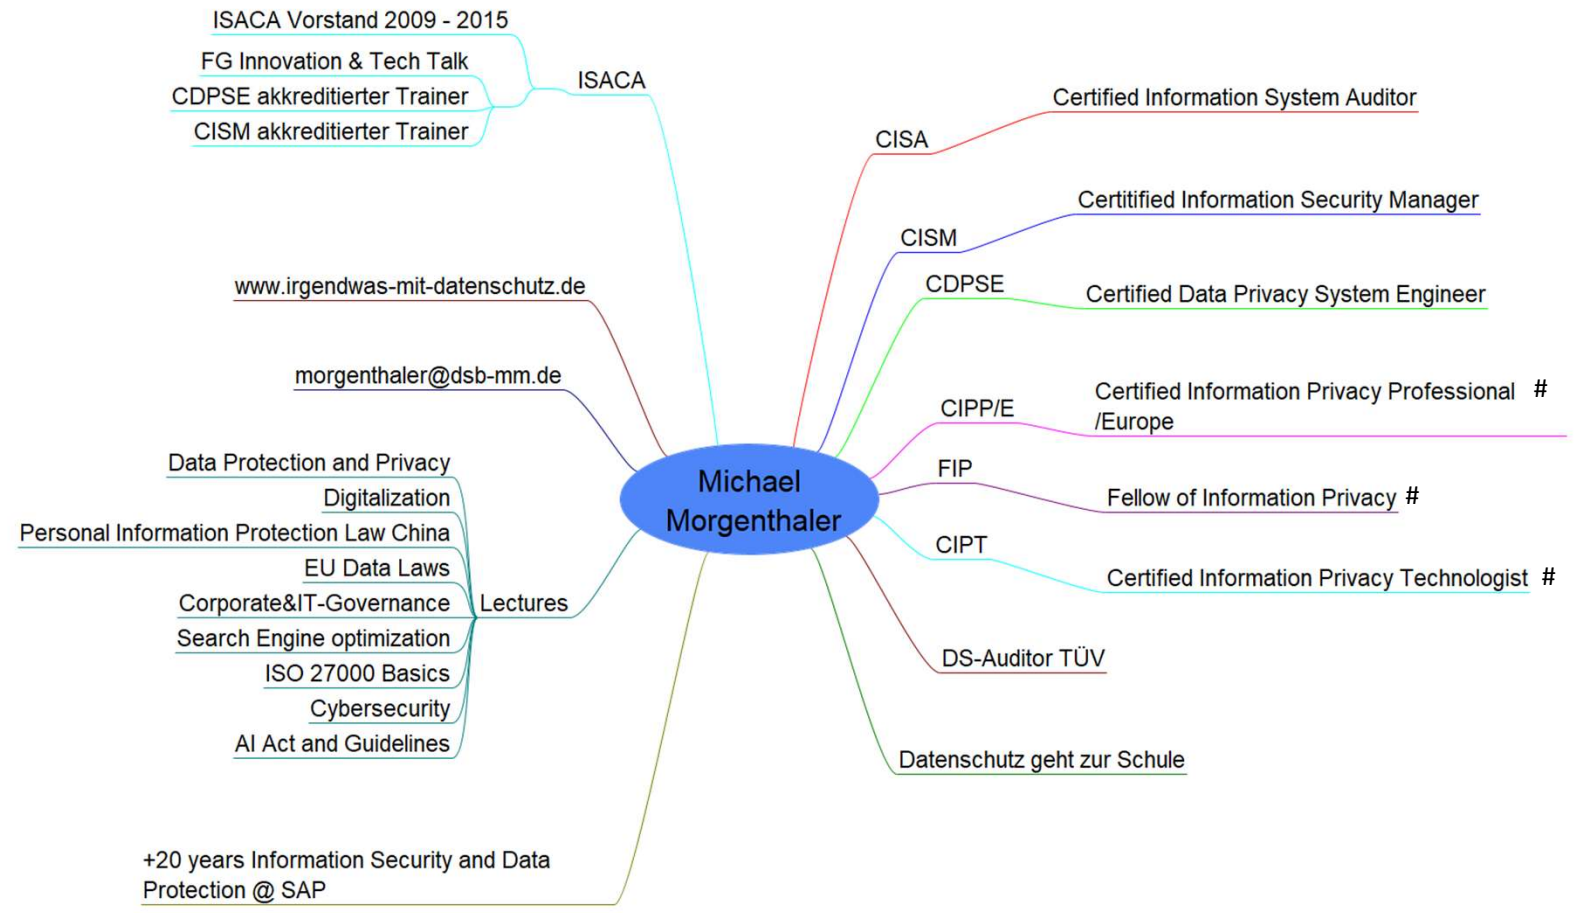 ISACA Vorstand 2009 - 2015
FG Innovation & Tech Talk
CDPSE akkreditierter Trainer
CISM akkreditierter Trainer
ISACA
www.irgendwas-mit-datenschutz.de
morgenthaler@dsb-mm.de
Data Protection and Privacy
Digitalization
Personal Information Protection Law China
EU Data Laws
Corporate&IT-Governance
Search Engine optimization
ISO 27000 Basics
Cybersecurity
AI Act and Guidelines
Lectures
+20 years Information Security and Data
Protection @ SAP
Michael
Morgenthaler
CISA
Certified Information System Auditor
CISM
Certitified Information Security Manager
CDPSE
Certified Data Privacy System Engineer
CIPP/E
Certified Information Privacy Professional #
/Europe
FIP
Fellow of Information Privacy #
CIPT
Certified Information Privacy Technologist #
DS-Auditor TÜV
Datenschutz geht zur Schule